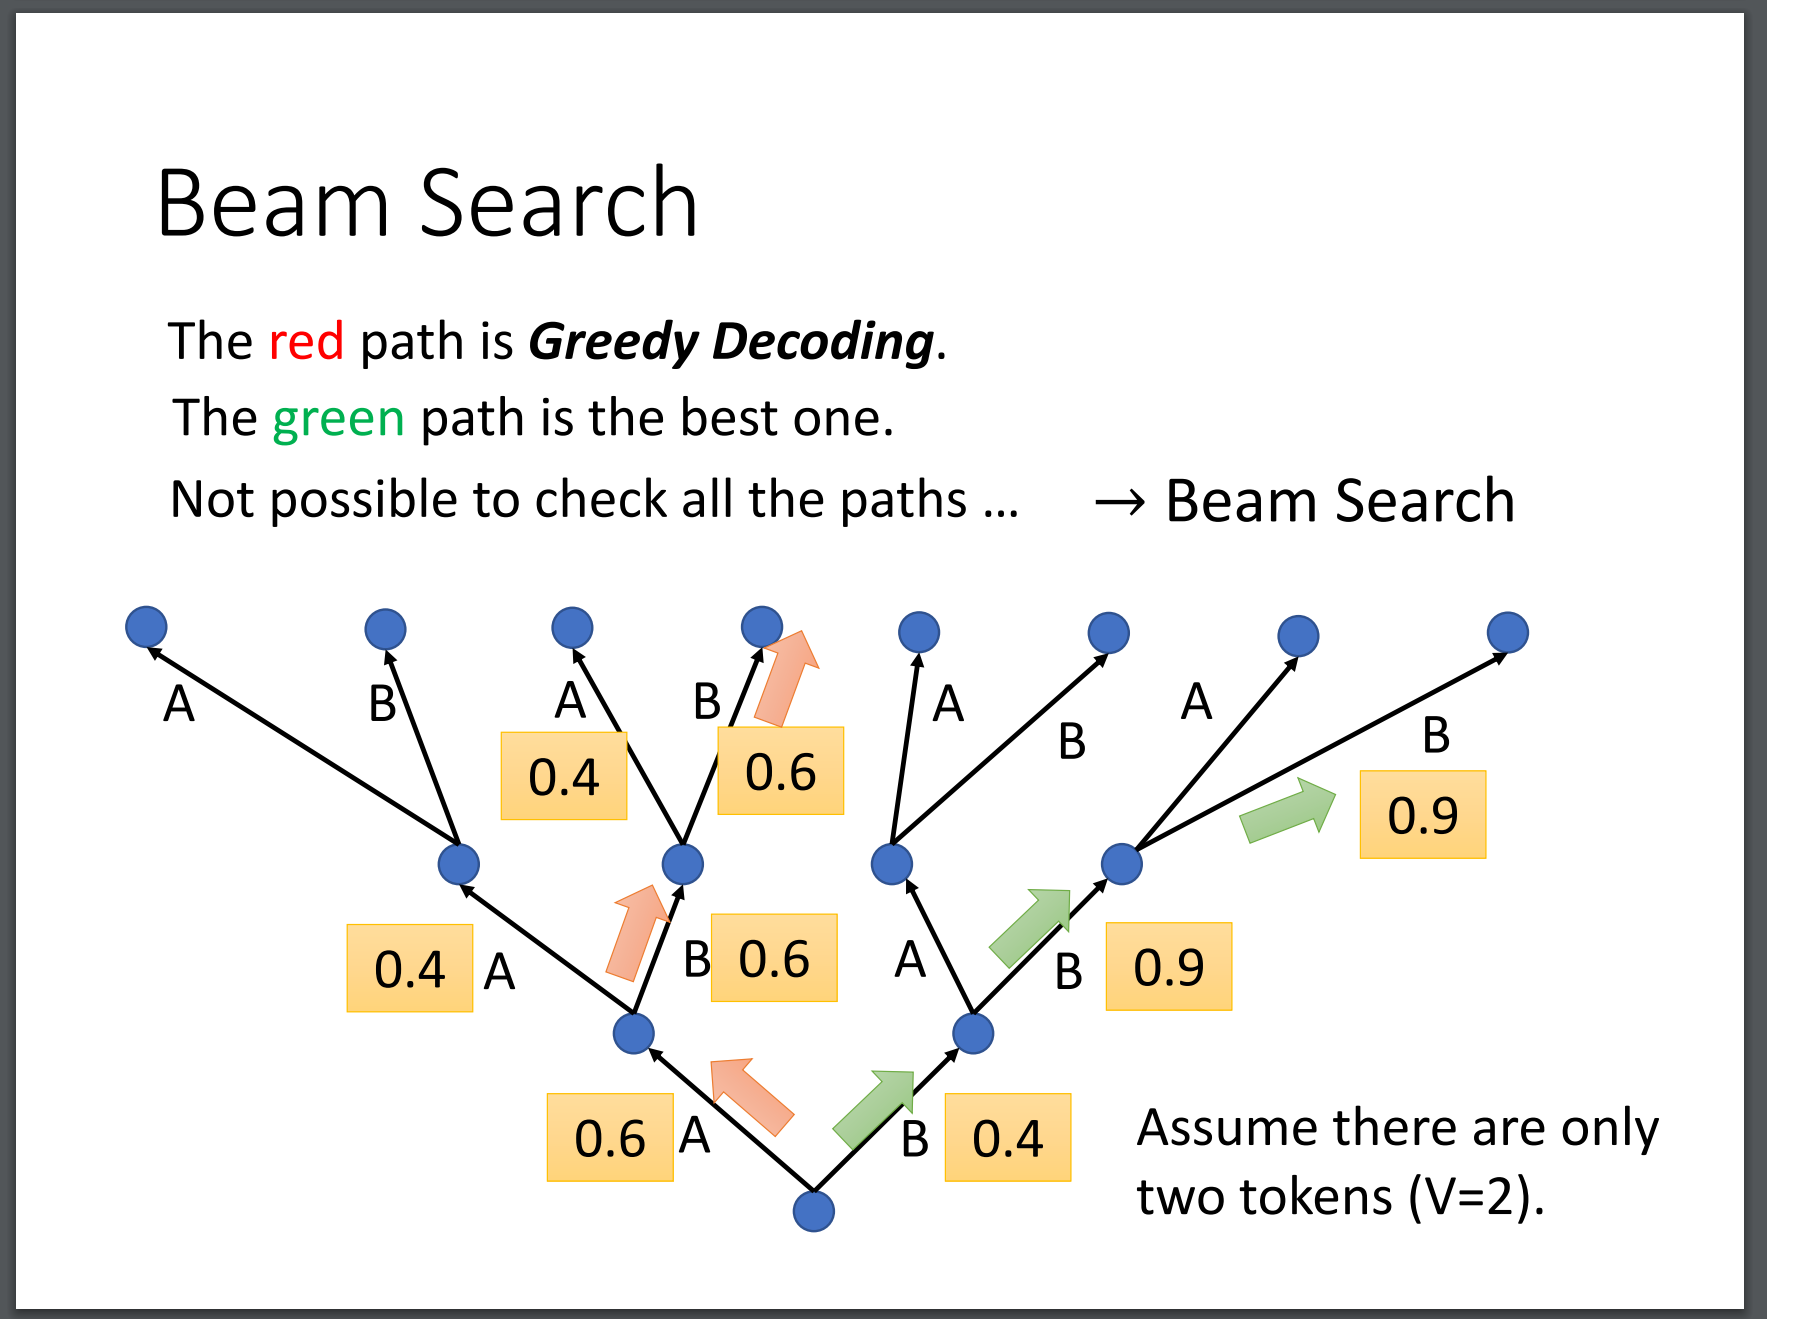 Beam Search
The red path is Greedy Decoding.
The green path is the best one.
Not possible to check all the paths ... → Beam Search
A B A B A B A B
0.4 0.6 0.9
0.4 A B 0.6 A B 0.9
0.6 A B 0.4
Assume there are only
two tokens (V=2).